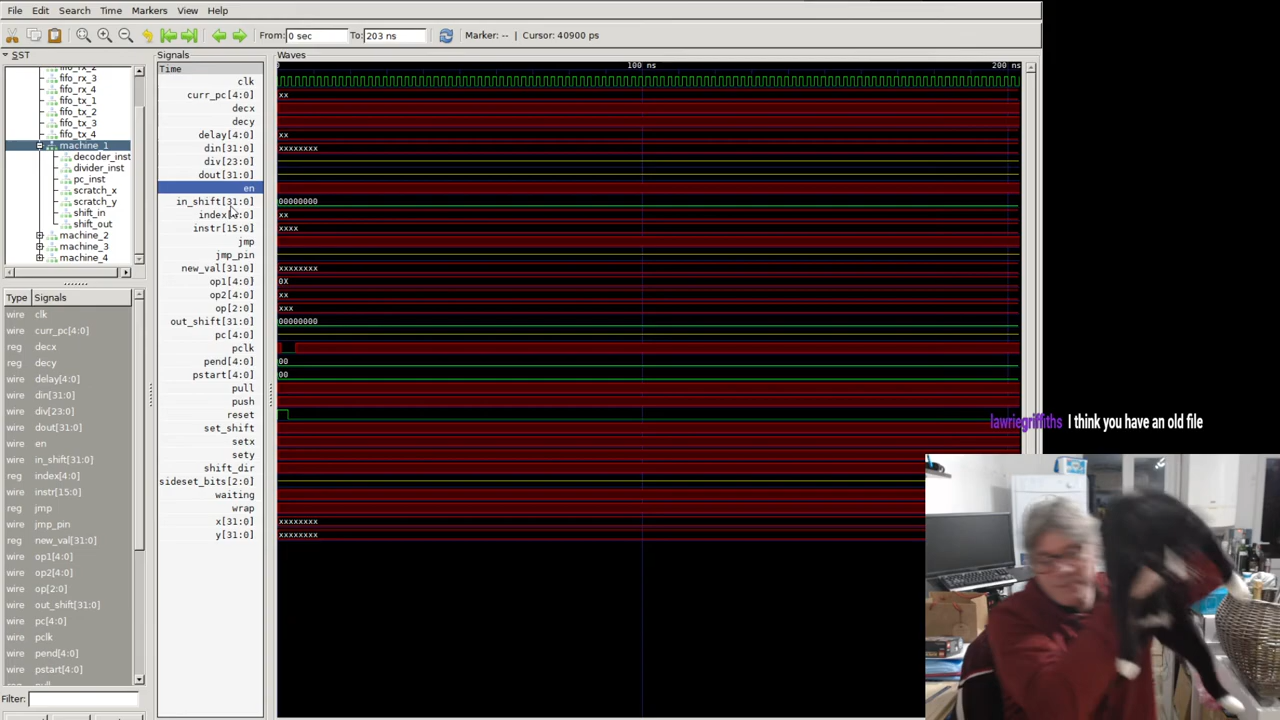 File Edit Search Time Markers View Help
From: 0 sec To: 203 ns Marker: -- | Cursor: 40900 ps
SST
fifo_rx_2
fifo_rx_3
fifo_rx_4
fifo_tx_1
fifo_tx_2
fifo_tx_3
fifo_tx_4
machine_1
decoder_inst
divider_inst
pc_inst
scratch_x
scratch_y
shift_in
shift_out
machine_2
machine_3
machine_4
Type Signals
wire clk
wire curr_pc[4:0]
reg decx
reg decy
wire delay[4:0]
wire din[31:0]
wire div[23:0]
wire dout[31:0]
wire en
wire in_shift[31:0]
reg index[4:0]
wire instr[15:0]
reg jmp
wire jmp_pin
reg new_val[31:0]
wire op1[4:0]
wire op2[4:0]
wire op[2:0]
wire out_shift[31:0]
wire pc[4:0]
wire pclk
wire pend[4:0]
wire pstart[4:0]
Filter:
Signals
Time
clk
curr_pc[4:0]
decx
decy
delay[4:0]
din[31:0]
div[23:0]
dout[31:0]
en
in_shift[31:0]
instr[15:0]
jmp
jmp_pin
new_val[31:0]
op1[4:0]
op2[4:0]
op[2:0]
out_shift[31:0]
pc[4:0]
pclk
pend[4:0]
pstart[4:0]
pull
push
reset
set_shift
setx
sety
shift_dir
sideset_bits[2:0]
waiting
wrap
x[31:0]
y[31:0]
Waves
100 ns 200 ns
xx
xx
xxxxxxxx
00000000
xx
xxxx
xxxxxxxx
0X
xx
xxx
00000000
00
00
xxxxxxxx
xxxxxxxx
lawriegriffiths I think you have an old file